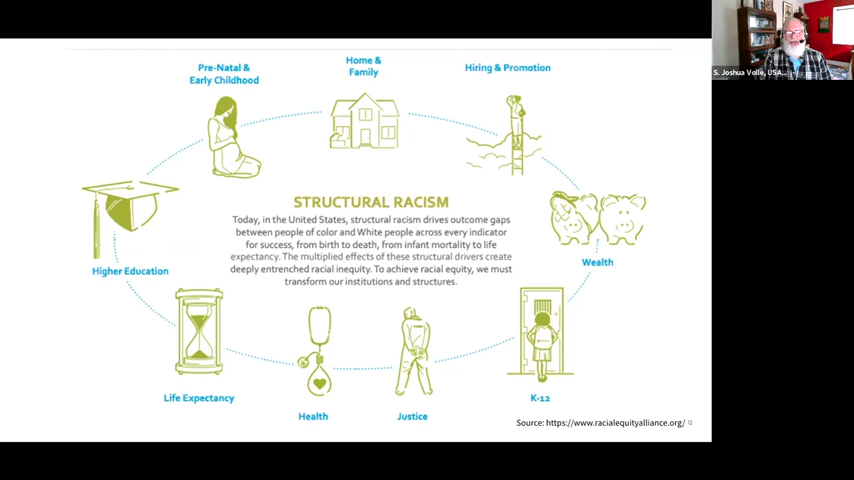 Pre-Natal &
Early Childhood
Home &
Family
Hiring & Promotion
S. Joshua Volle, USA...
STRUCTURAL RACISM
Today, in the United States, structural racism drives outcome gaps
between people of color and White people across every indicator
for success, from birth to death, from infant mortality to life
expectancy. The multiplied effects of these structural drivers create
deeply entrenched racial inequity. To achieve racial equity, we must
transform our institutions and structures.
Higher Education
Wealth
Life Expectancy
Health
Justice
K-12
Source: https://www.racialequityalliance.org/ 12